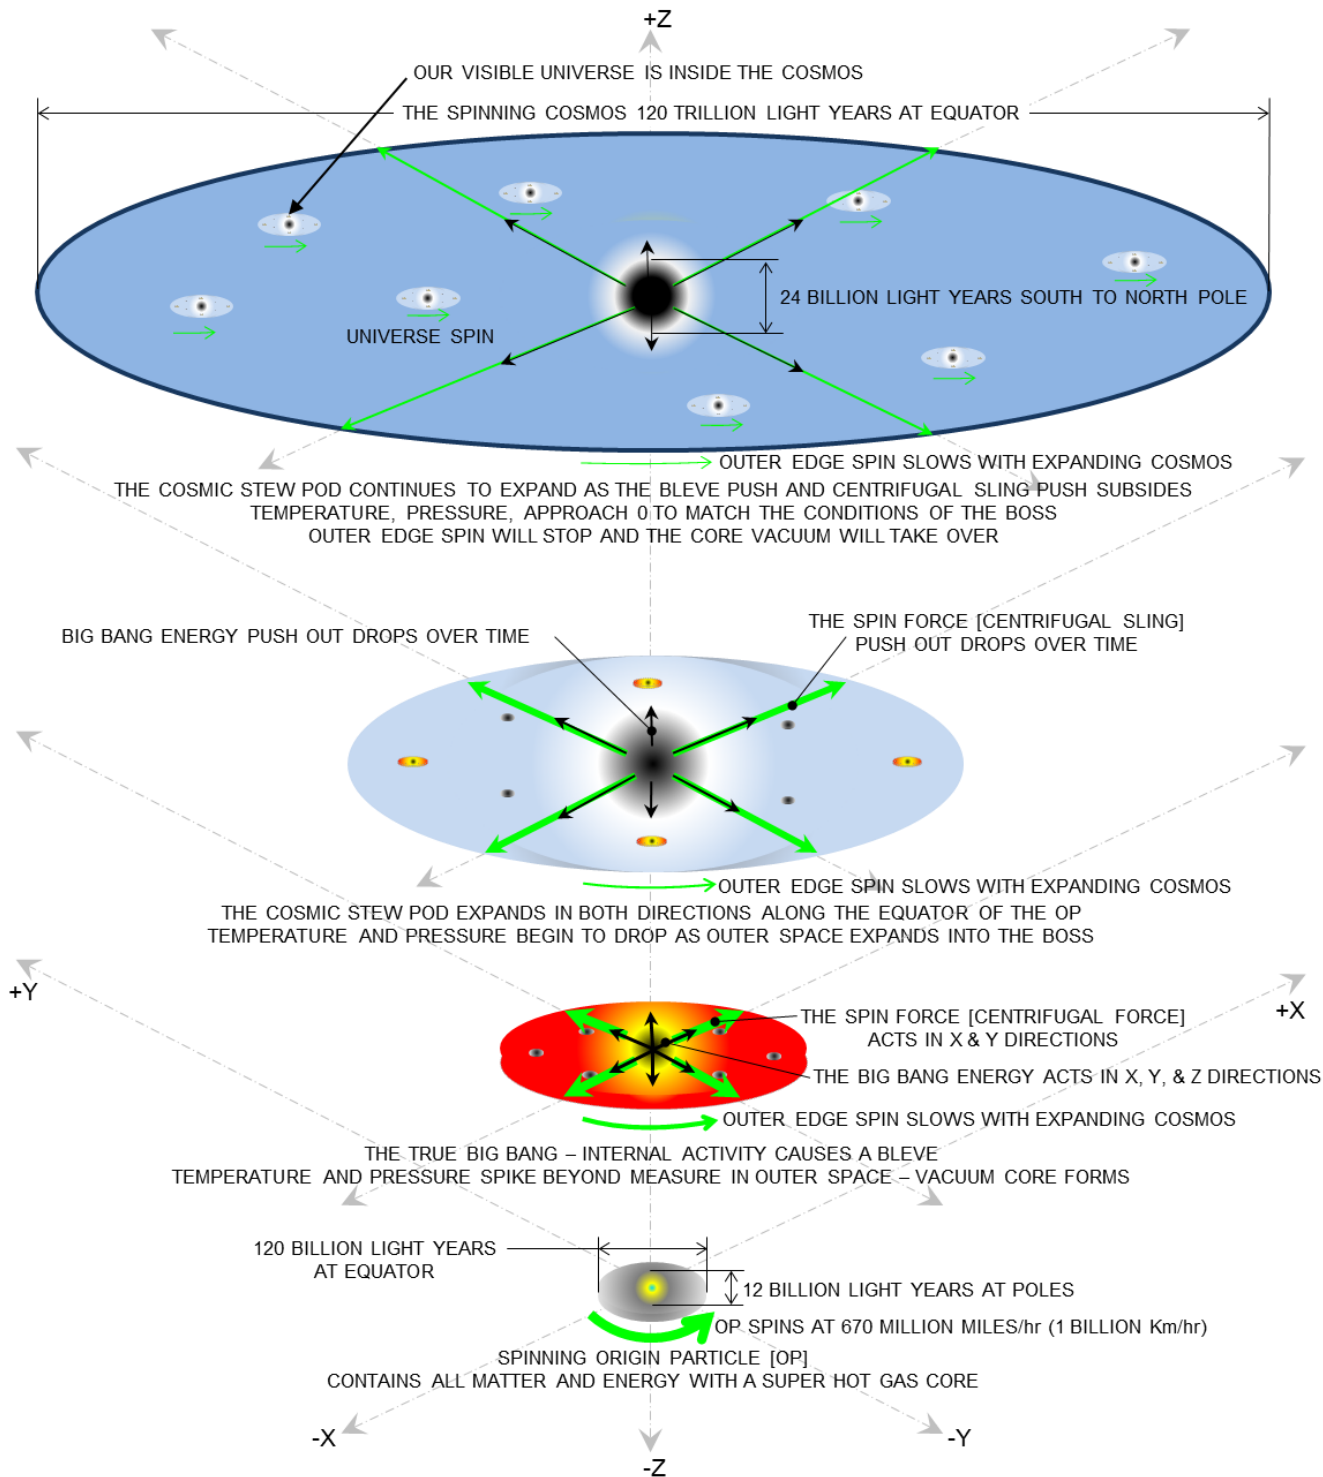 +Z
OUR VISIBLE UNIVERSE IS INSIDE THE COSMOS
THE SPINNING COSMOS 120 TRILLION LIGHT YEARS AT EQUATOR
24 BILLION LIGHT YEARS SOUTH TO NORTH POLE
UNIVERSE SPIN
OUTER EDGE SPIN SLOWS WITH EXPANDING COSMOS
THE COSMIC STEW POD CONTINUES TO EXPAND AS THE BLEVE PUSH AND CENTRIFUGAL SLING PUSH SUBSIDES
TEMPERATURE, PRESSURE, APPROACH 0 TO MATCH THE CONDITIONS OF THE BOSS
OUTER EDGE SPIN WILL STOP AND THE CORE VACUUM WILL TAKE OVER
BIG BANG ENERGY PUSH OUT DROPS OVER TIME
THE SPIN FORCE [CENTRIFUGAL SLING]
PUSH OUT DROPS OVER TIME
OUTER EDGE SPIN SLOWS WITH EXPANDING COSMOS
THE COSMIC STEW POD EXPANDS IN BOTH DIRECTIONS ALONG THE EQUATOR OF THE OP
TEMPERATURE AND PRESSURE BEGIN TO DROP AS OUTER SPACE EXPANDS INTO THE BOSS
+Y
+X
THE SPIN FORCE [CENTRIFUGAL FORCE]
ACTS IN X & Y DIRECTIONS
THE BIG BANG ENERGY ACTS IN X, Y, & Z DIRECTIONS
OUTER EDGE SPIN SLOWS WITH EXPANDING COSMOS
THE TRUE BIG BANG – INTERNAL ACTIVITY CAUSES A BLEVE
TEMPERATURE AND PRESSURE SPIKE BEYOND MEASURE IN OUTER SPACE – VACUUM CORE FORMS
120 BILLION LIGHT YEARS
AT EQUATOR
12 BILLION LIGHT YEARS AT POLES
OP SPINS AT 670 MILLION MILES/hr (1 BILLION Km/hr)
SPINNING ORIGIN PARTICLE [OP]
CONTAINS ALL MATTER AND ENERGY WITH A SUPER HOT GAS CORE
-X
-Y
-Z